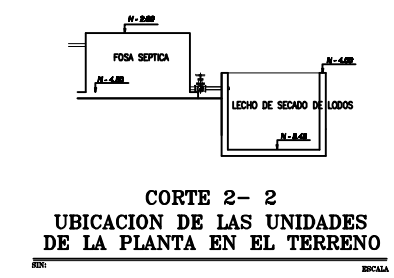 FOSA SEPTICA
LECHO DE SECADO DE LODOS
CORTE 2- 2
UBICACION DE LAS UNIDADES
DE LA PLANTA EN EL TERRENO
SIN:
ESCALA